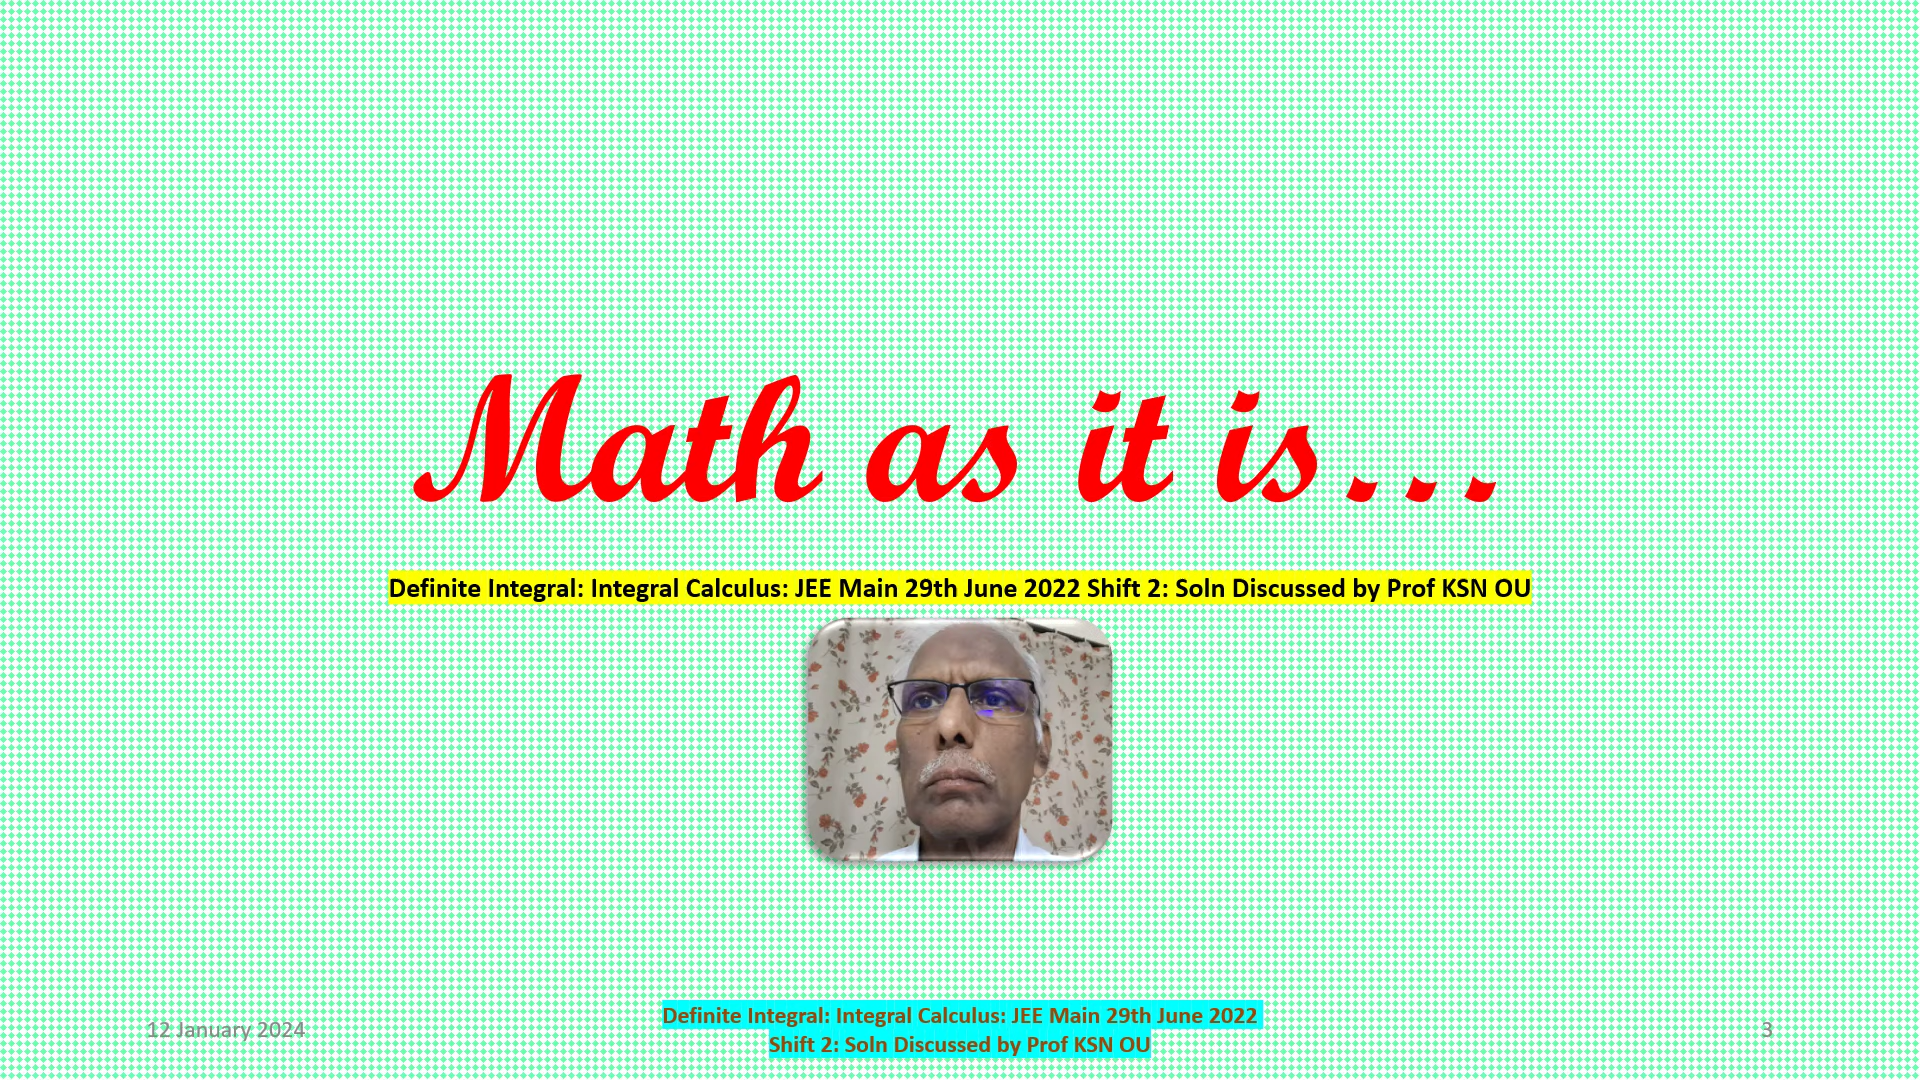 Math as it is...
Definite Integral: Integral Calculus: JEE Main 29th June 2022 Shift 2: Soln Discussed by Prof KSN OU
12 January 2024
Definite Integral: Integral Calculus: JEE Main 29th June 2022
Shift 2: Soln Discussed by Prof KSN OU
3